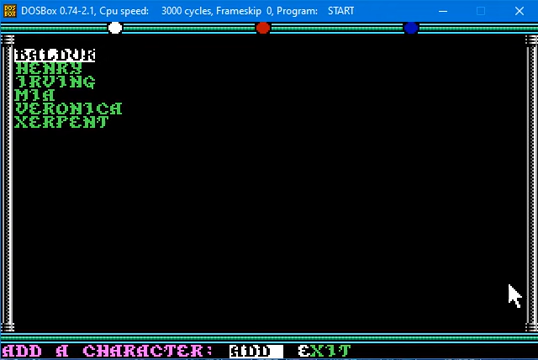 DOSBox 0.74-2.1, Cpu speed: 3000 cycles, Frameskip 0, Program: START
BALDUR
HENRY
IRVING
MIA
VERONICA
XERPENT
ADD A CHARACTER: ADD EXIT